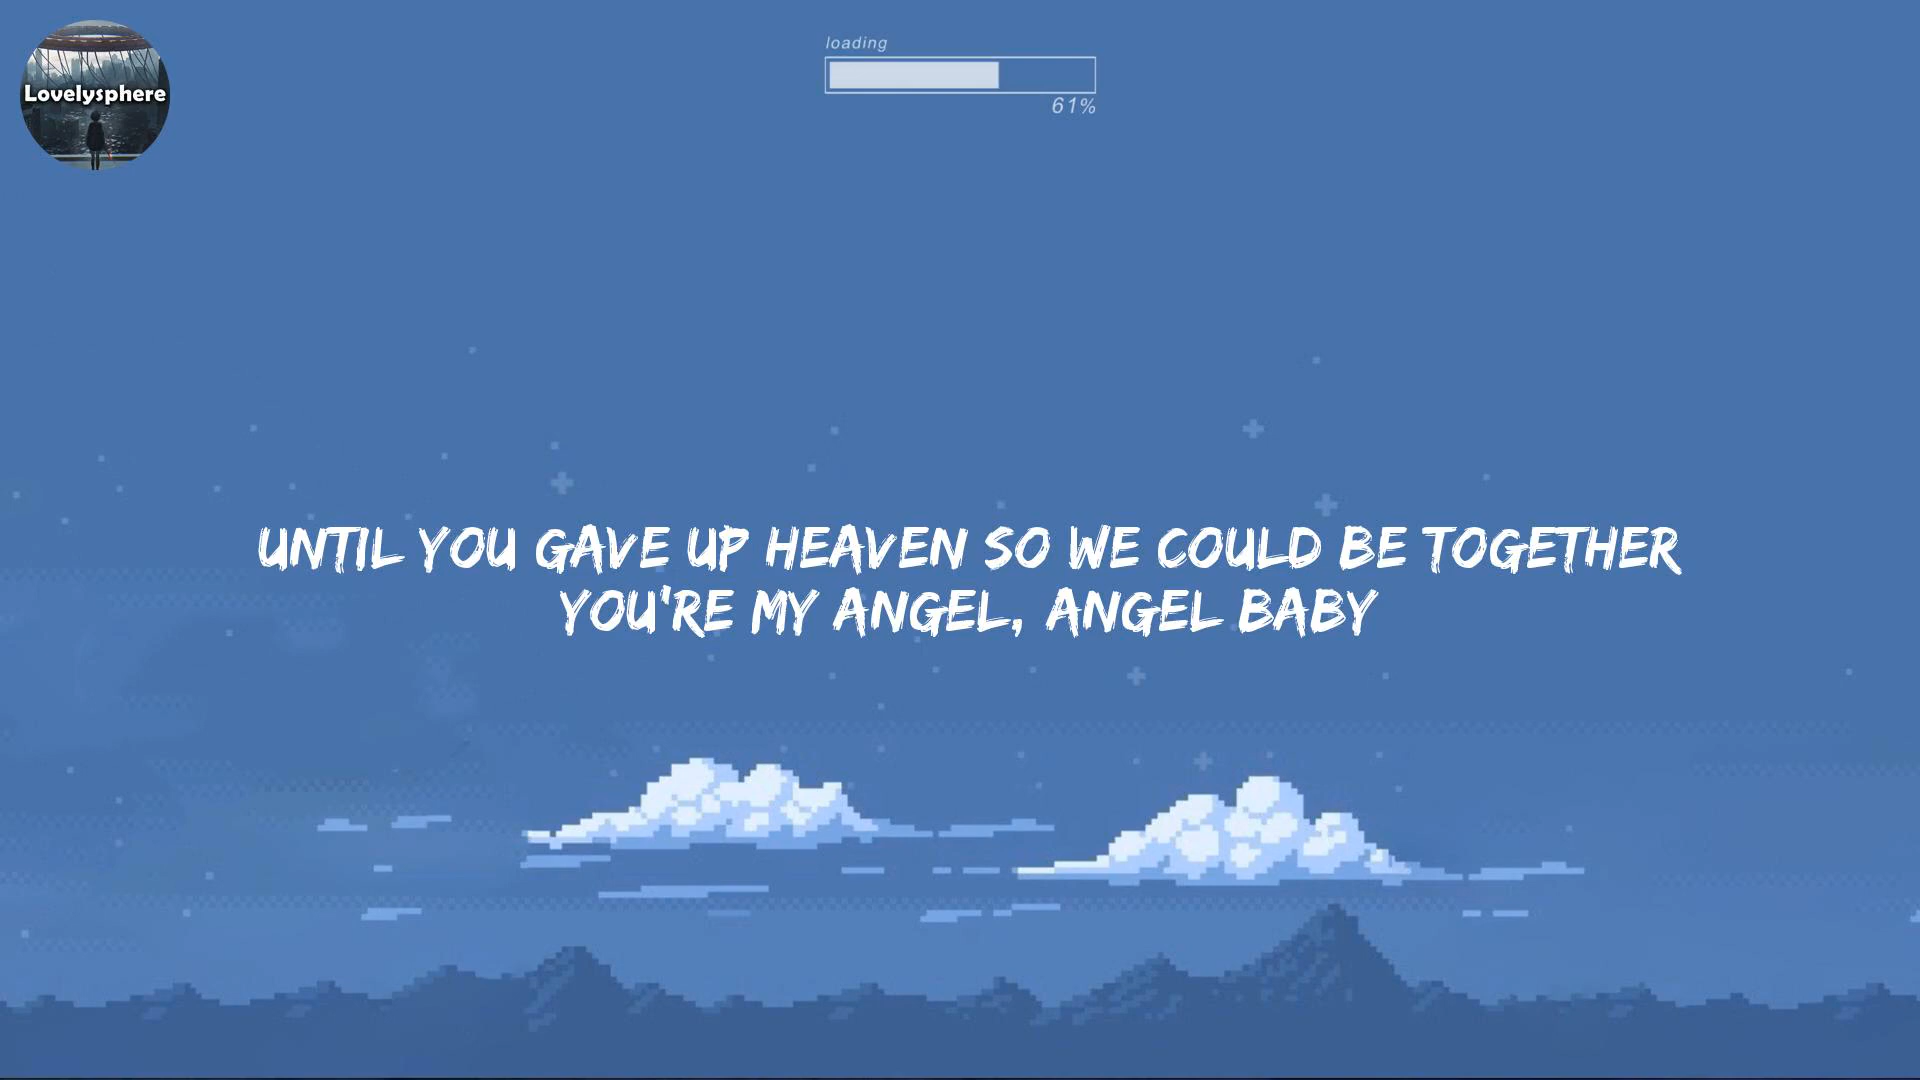 Lovelysphere
loading
61%
UNTIL YOU GAVE UP HEAVEN SO WE COULD BE TOGETHER
YOU'RE MY ANGEL, ANGEL BABY